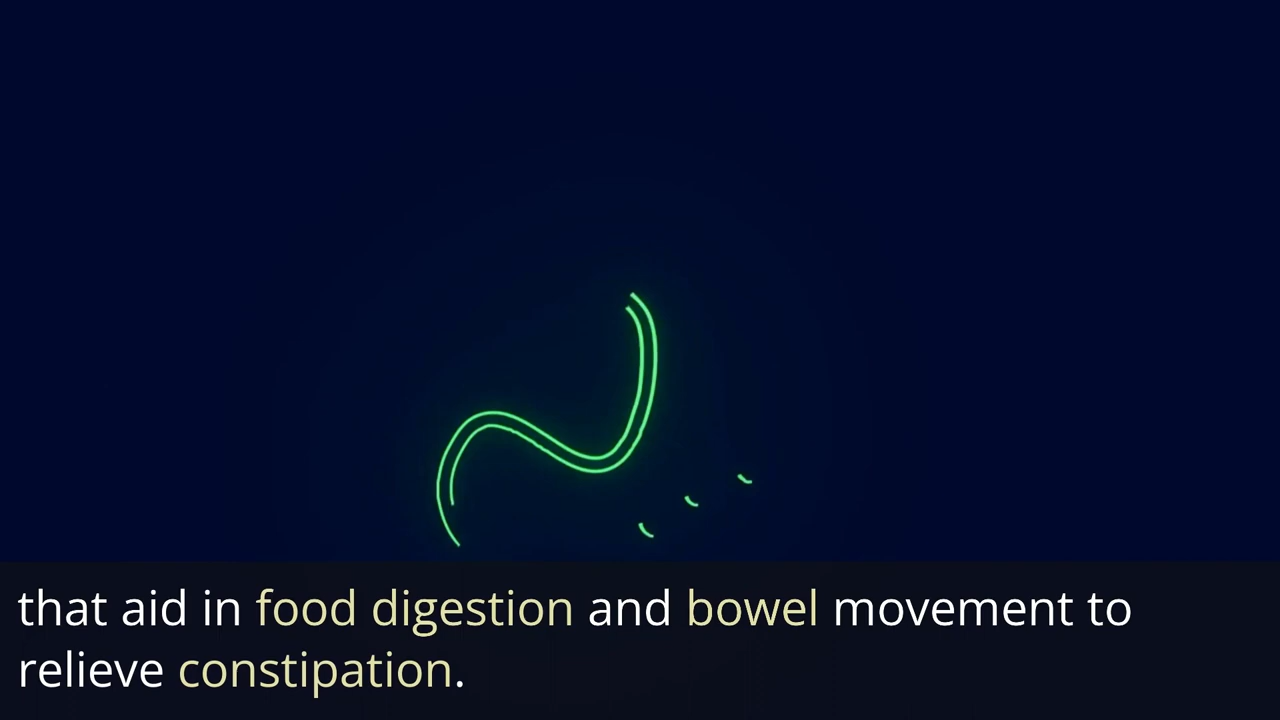 that aid in food digestion and bowel movement to
relieve constipation.